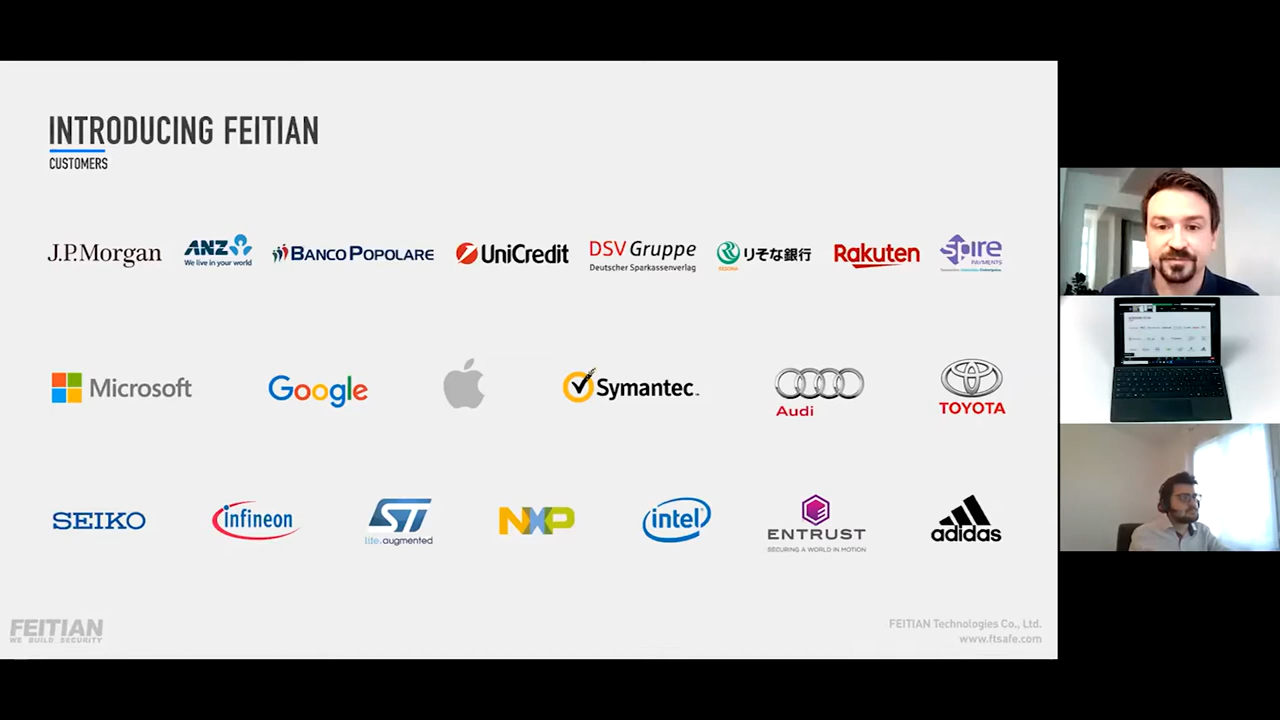 INTRODUCING FEITIAN
CUSTOMERS
J.P.Morgan
ANZ
We live in your world
BANCO POPOLARE
UniCredit
DSV Gruppe
Deutscher Sparkassenverlag
りそな銀行
RESONA
Rakuten
Spire
PAYMENTS
Microsoft
Google
Symantec.
Audi
TOYOTA
SEIKO
infineon
ST
life.augmented
NXP
intel
ENTRUST
SECURING A WORLD IN MOTION
adidas
FEITIAN
WE BUILD SECURITY
FEITIAN Technologies Co., Ltd.
www.ftsafe.com